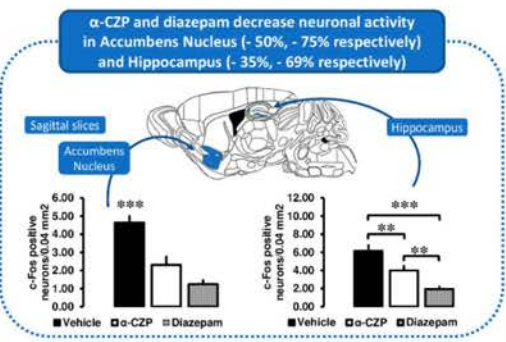 α-CZP and diazepam decrease neuronal activity
in Accumbens Nucleus (- 50%, - 75% respectively)
and Hippocampus (- 35%, - 69% respectively)
Sagittal slices
Accumbens
Nucleus
Hippocampus
c-Fos positive
neurons/0.04 mm2
6.00
5.00
4.00
3.00
2.00
1.00
0.00
***
Vehicle α-CZP Diazepam
c-Fos positive
neurons/0.04 mm2
12.00
10.00
8.00
6.00
4.00
2.00
0.00
***
**
**
Vehicle α-CZP Diazepam